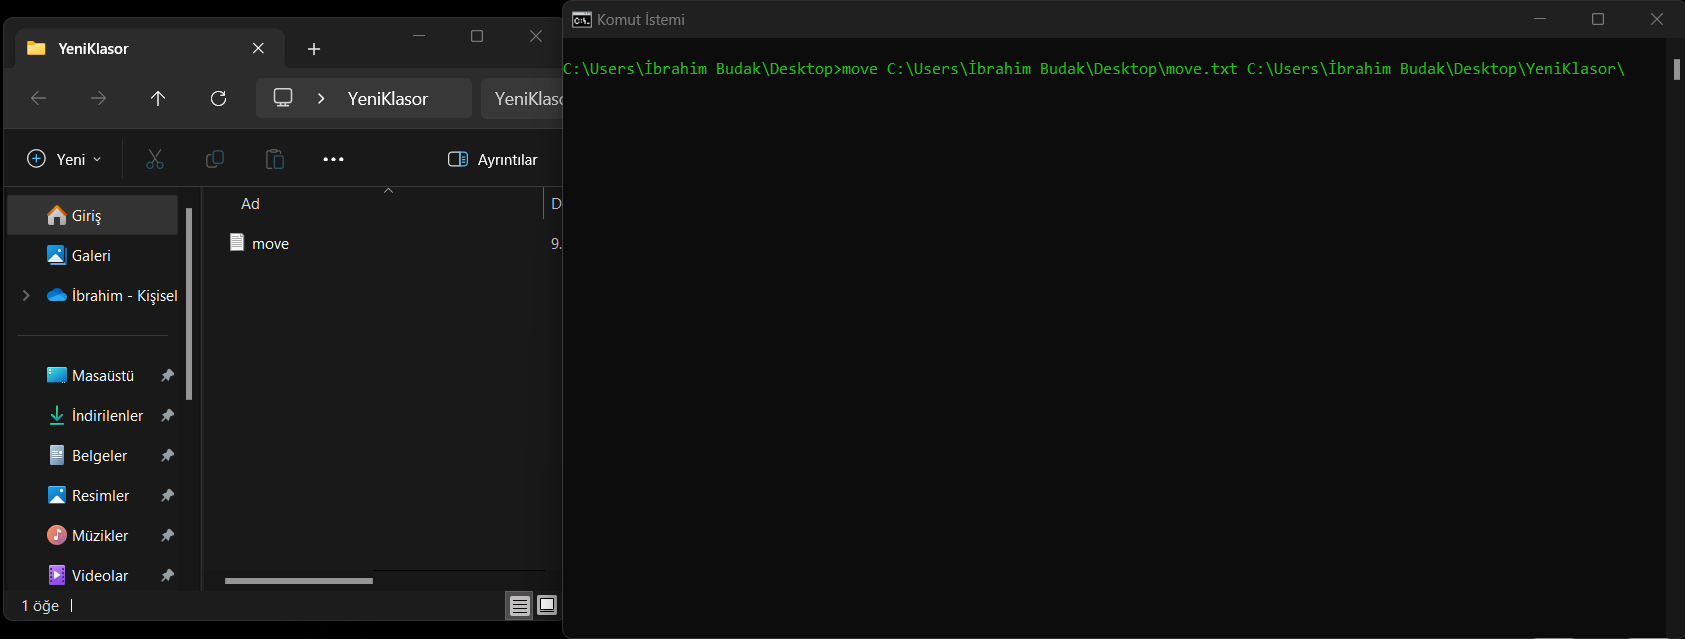 YeniKlasor
YeniKlasor
YeniKlaso
Yeni
Ayrıntılar
Giriş
Galeri
İbrahim - Kişisel
Masaüstü
İndirilenler
Belgeler
Resimler
Müzikler
Videolar
Ad
D
move
9.
1 öğe
Komut İstemi
C:\Users\İbrahim Budak\Desktop>move C:\Users\İbrahim Budak\Desktop\move.txt C:\Users\İbrahim Budak\Desktop\YeniKlasor\